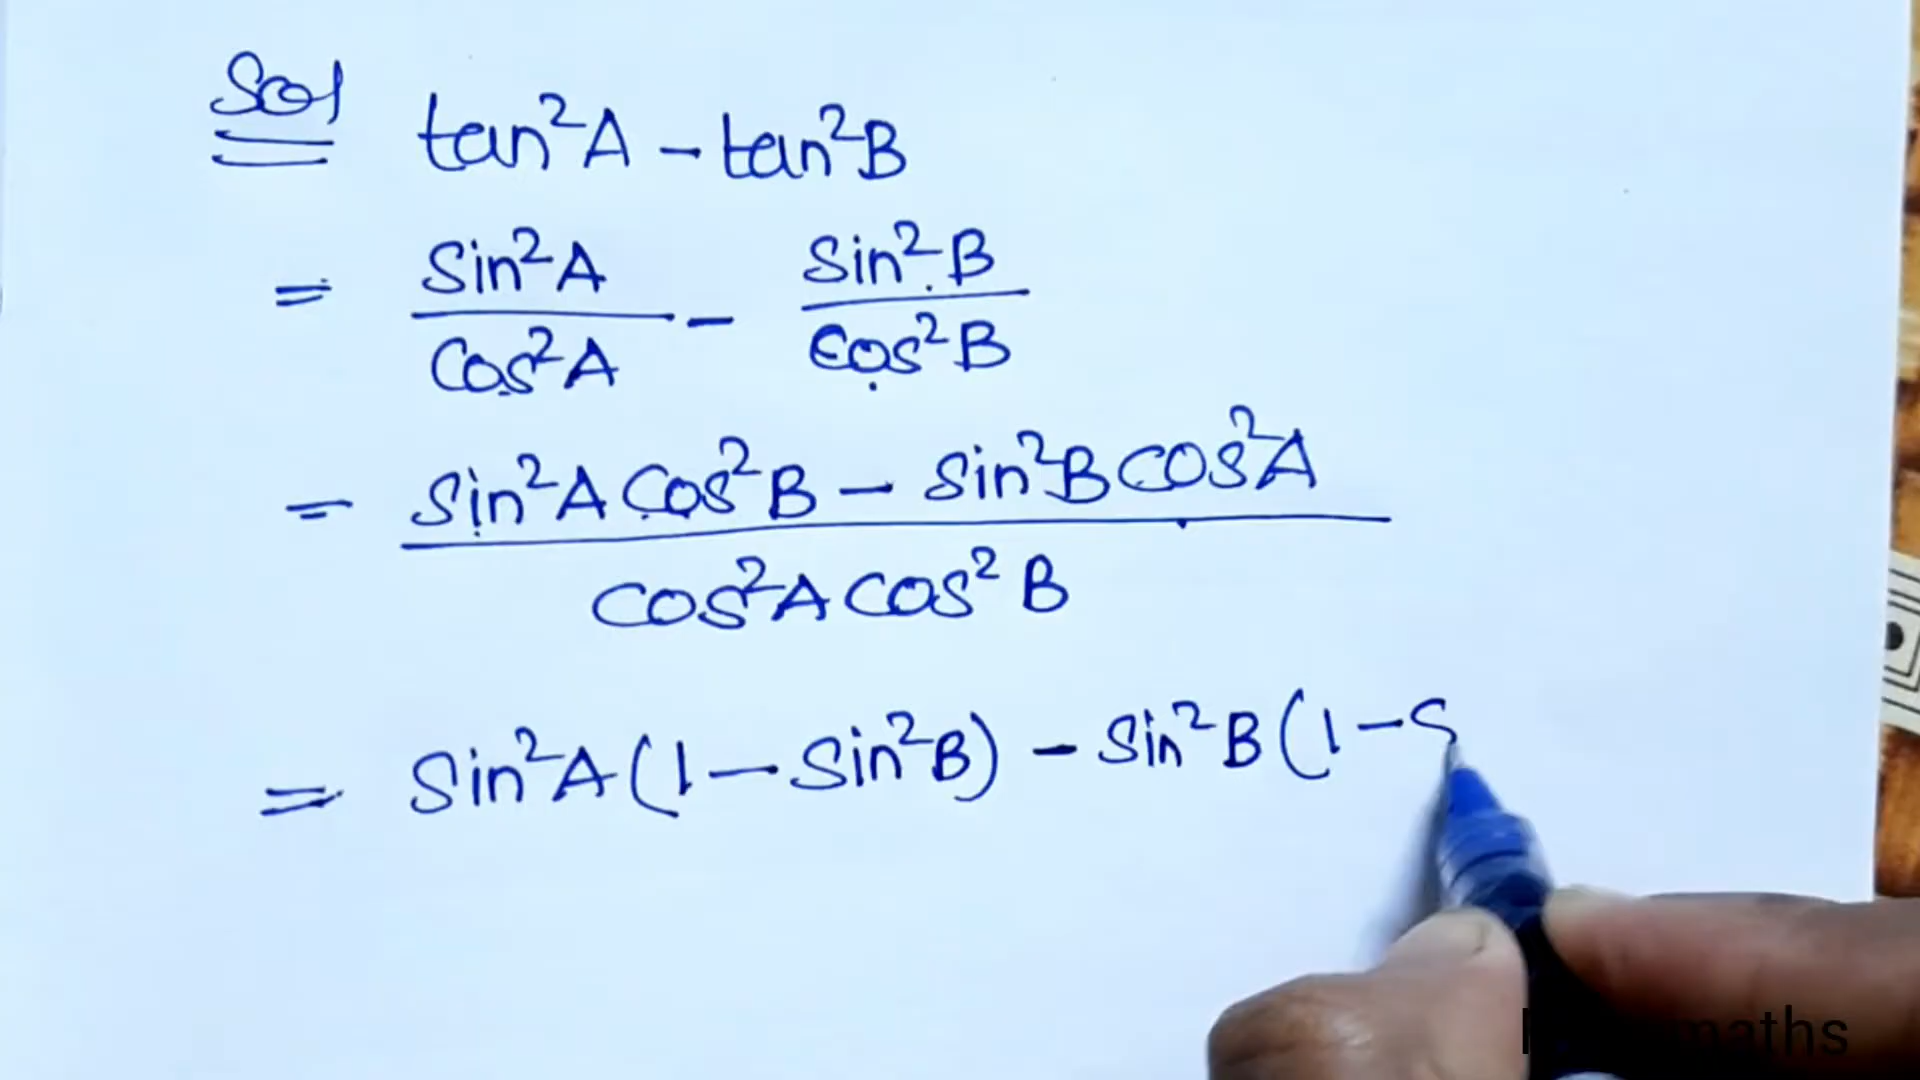 Sol tan²A - tan²B
= Sin²A/Cos²A - Sin²B/Cos²B
= Sin²A Cos²B - Sin²B Cos²A / Cos²A Cos²B
= Sin²A (1 - Sin²B) - Sin²B (1 - S
maths